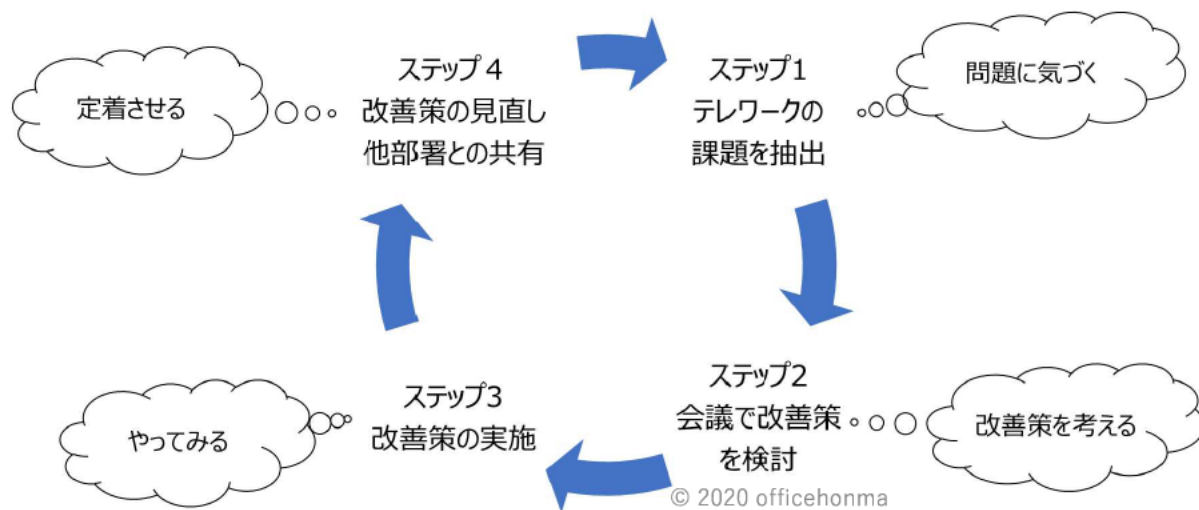 ステップ4
改善策の見直し
他部署との共有
定着させる
ステップ1
テレワークの
課題を抽出
問題に気づく
ステップ2
会議で改善策
を検討
改善策を考える
ステップ3
改善策の実施
やってみる
© 2020 officehonma